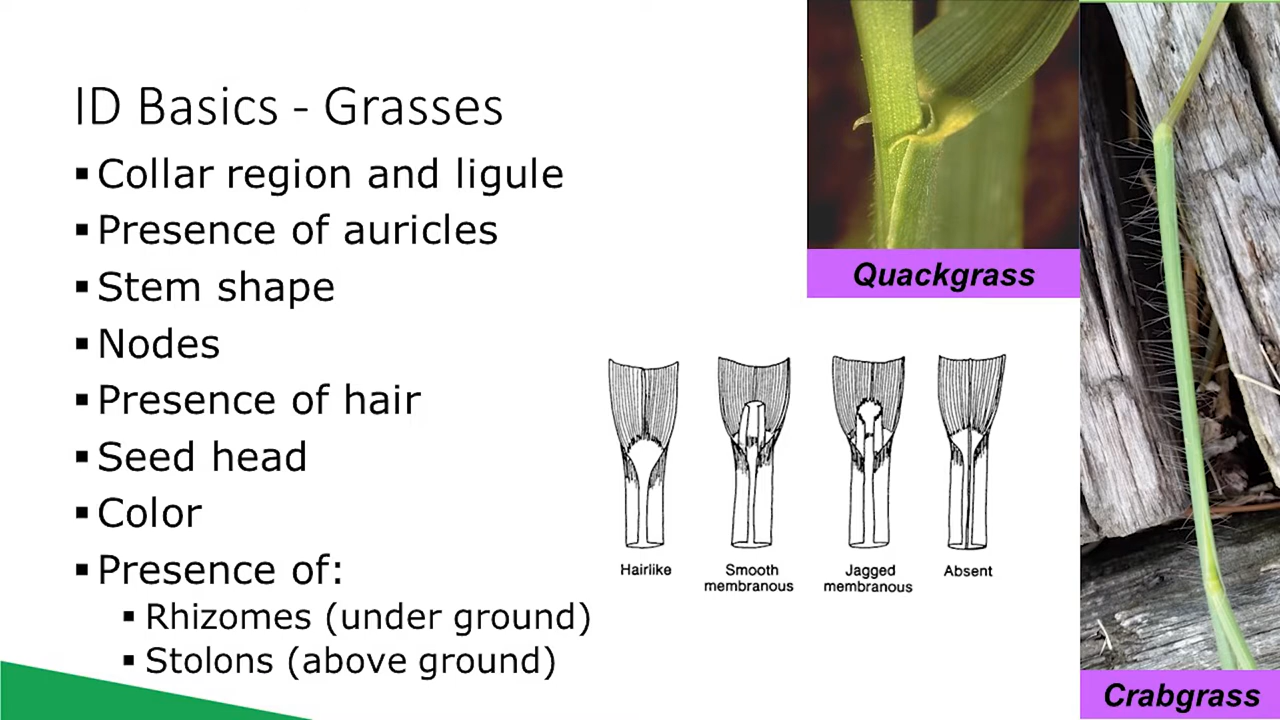 ID Basics - Grasses
▪ Collar region and ligule
▪ Presence of auricles
▪ Stem shape
▪ Nodes
▪ Presence of hair
▪ Seed head
▪ Color
▪ Presence of:
▪ Rhizomes (under ground)
▪ Stolons (above ground)
Quackgrass
Hairlike
Smooth
membranous
Jagged
membranous
Absent
Crabgrass